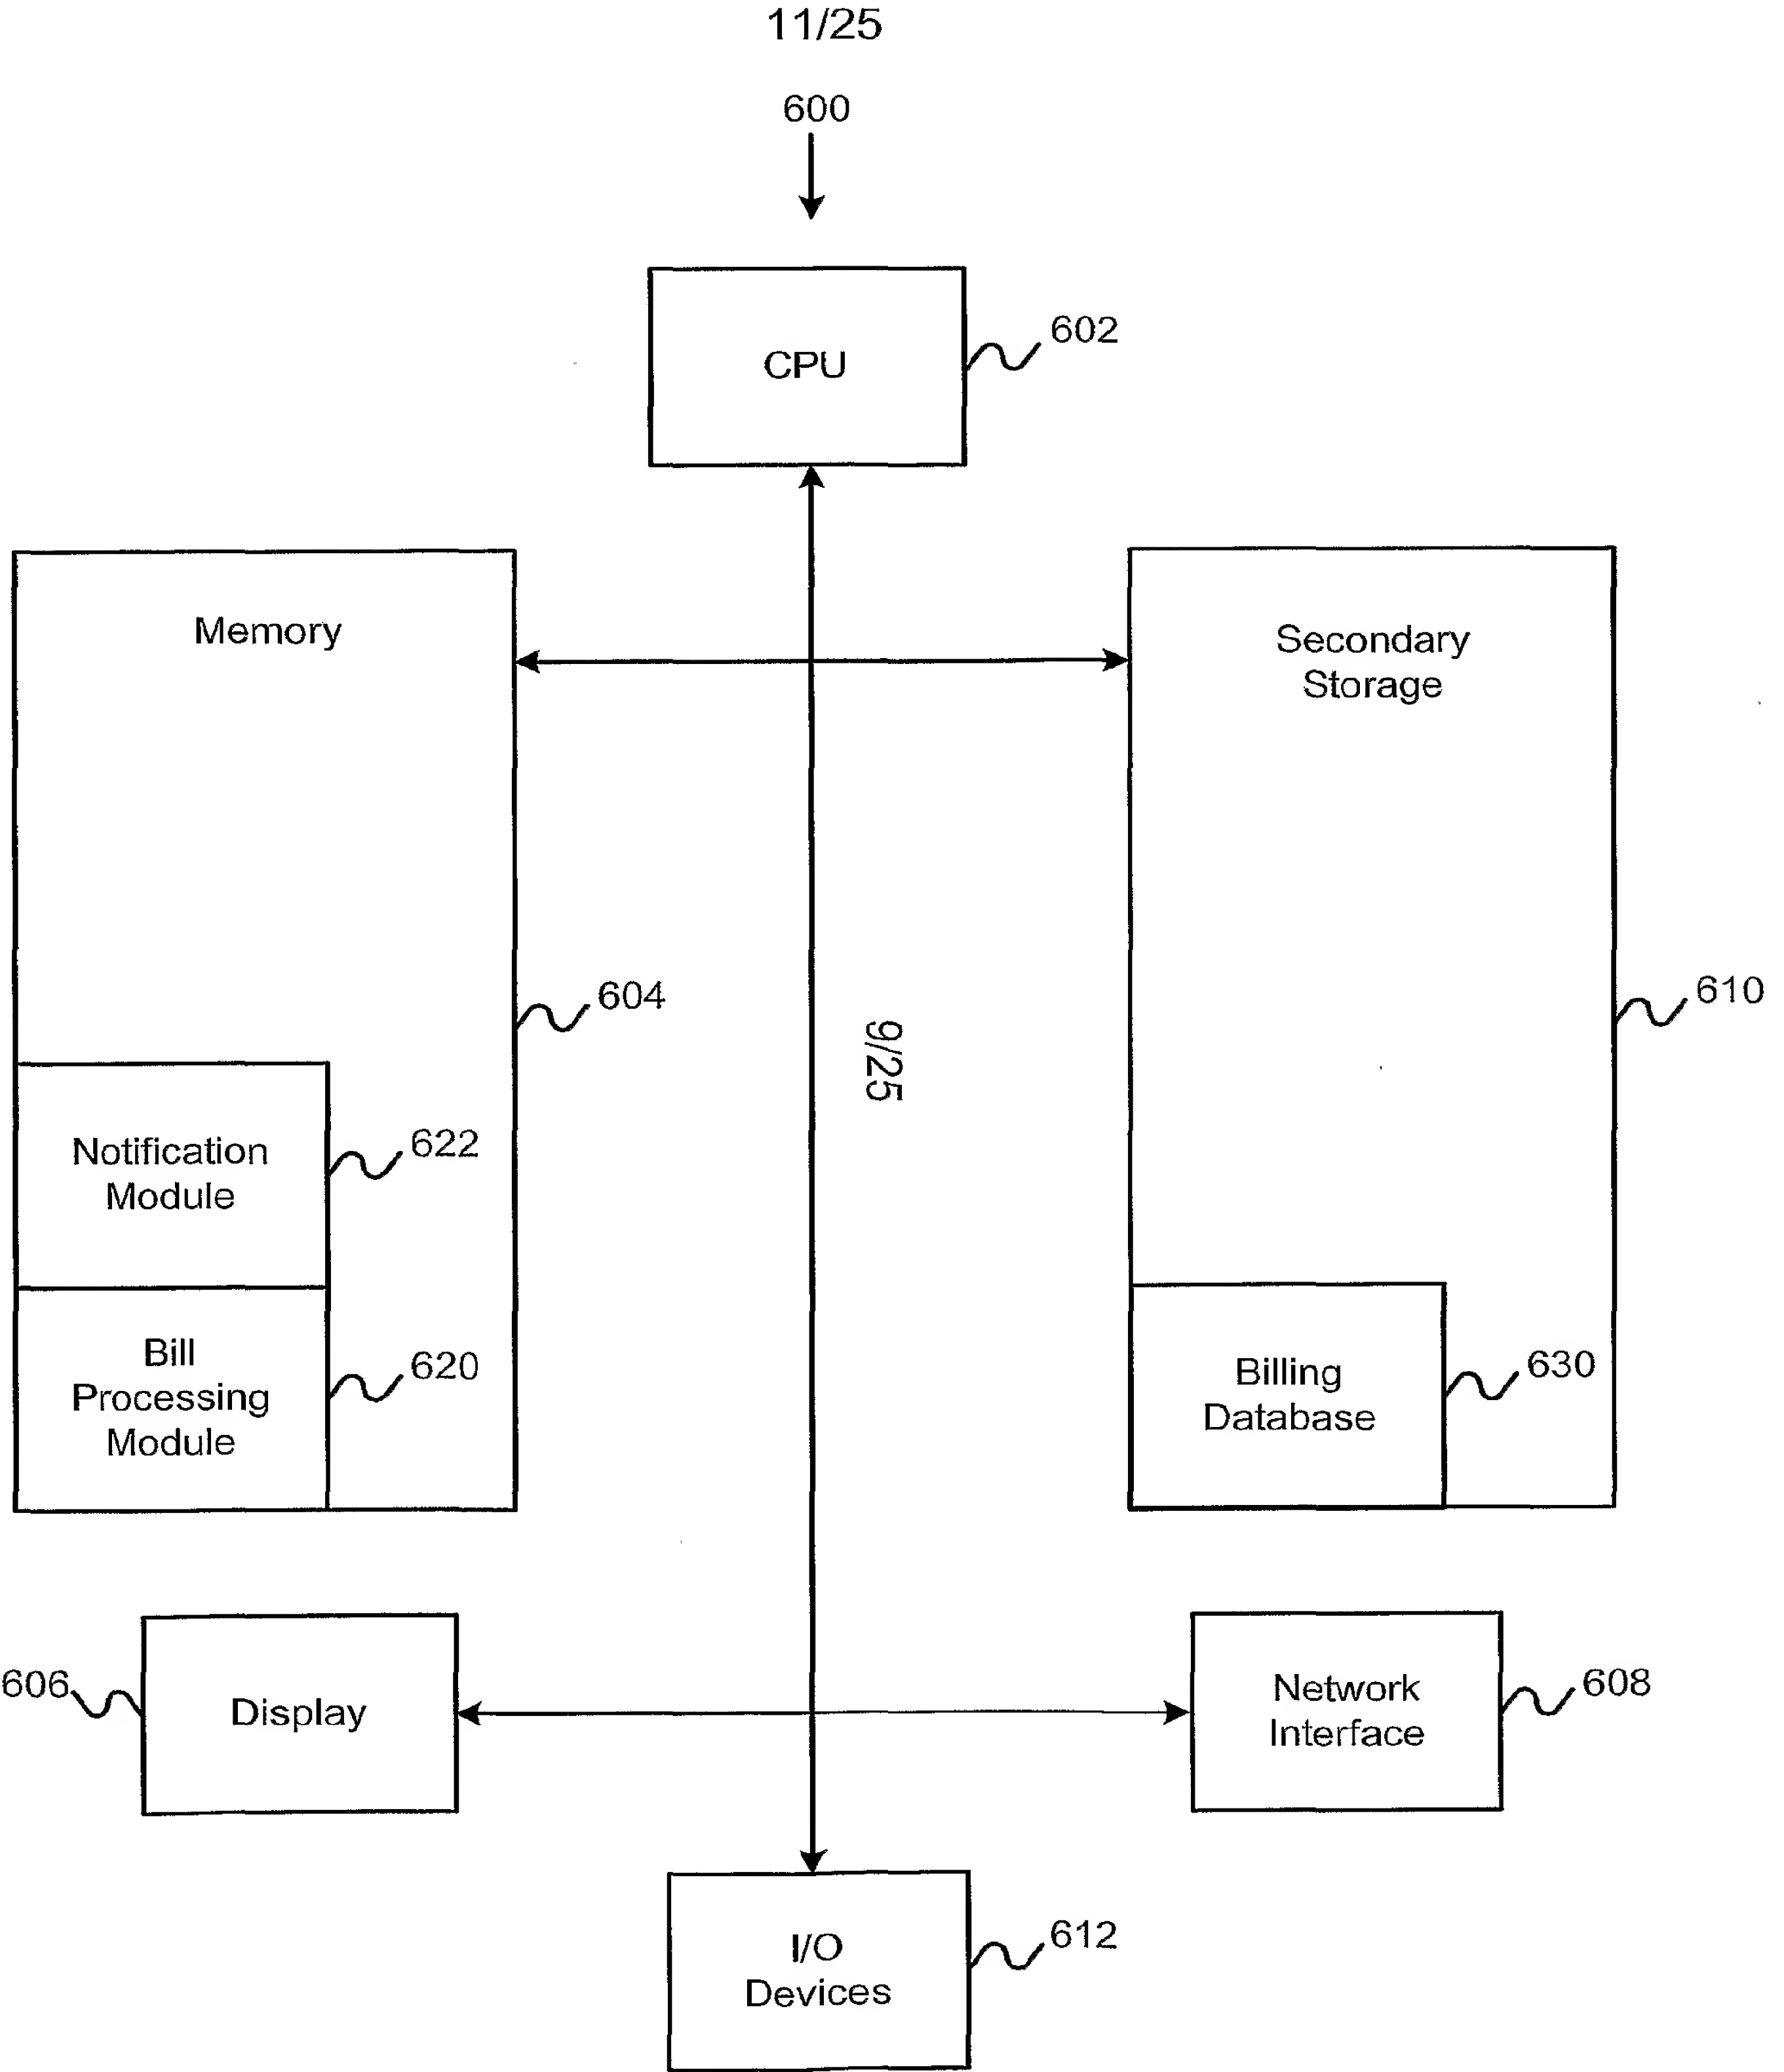 11/25
600
CPU
602
Memory
Secondary
Storage
604
610
9/25
Notification
Module
622
Bill
Processing
Module
620
Billing
Database
630
606
Display
Network
Interface
608
I/O
Devices
612